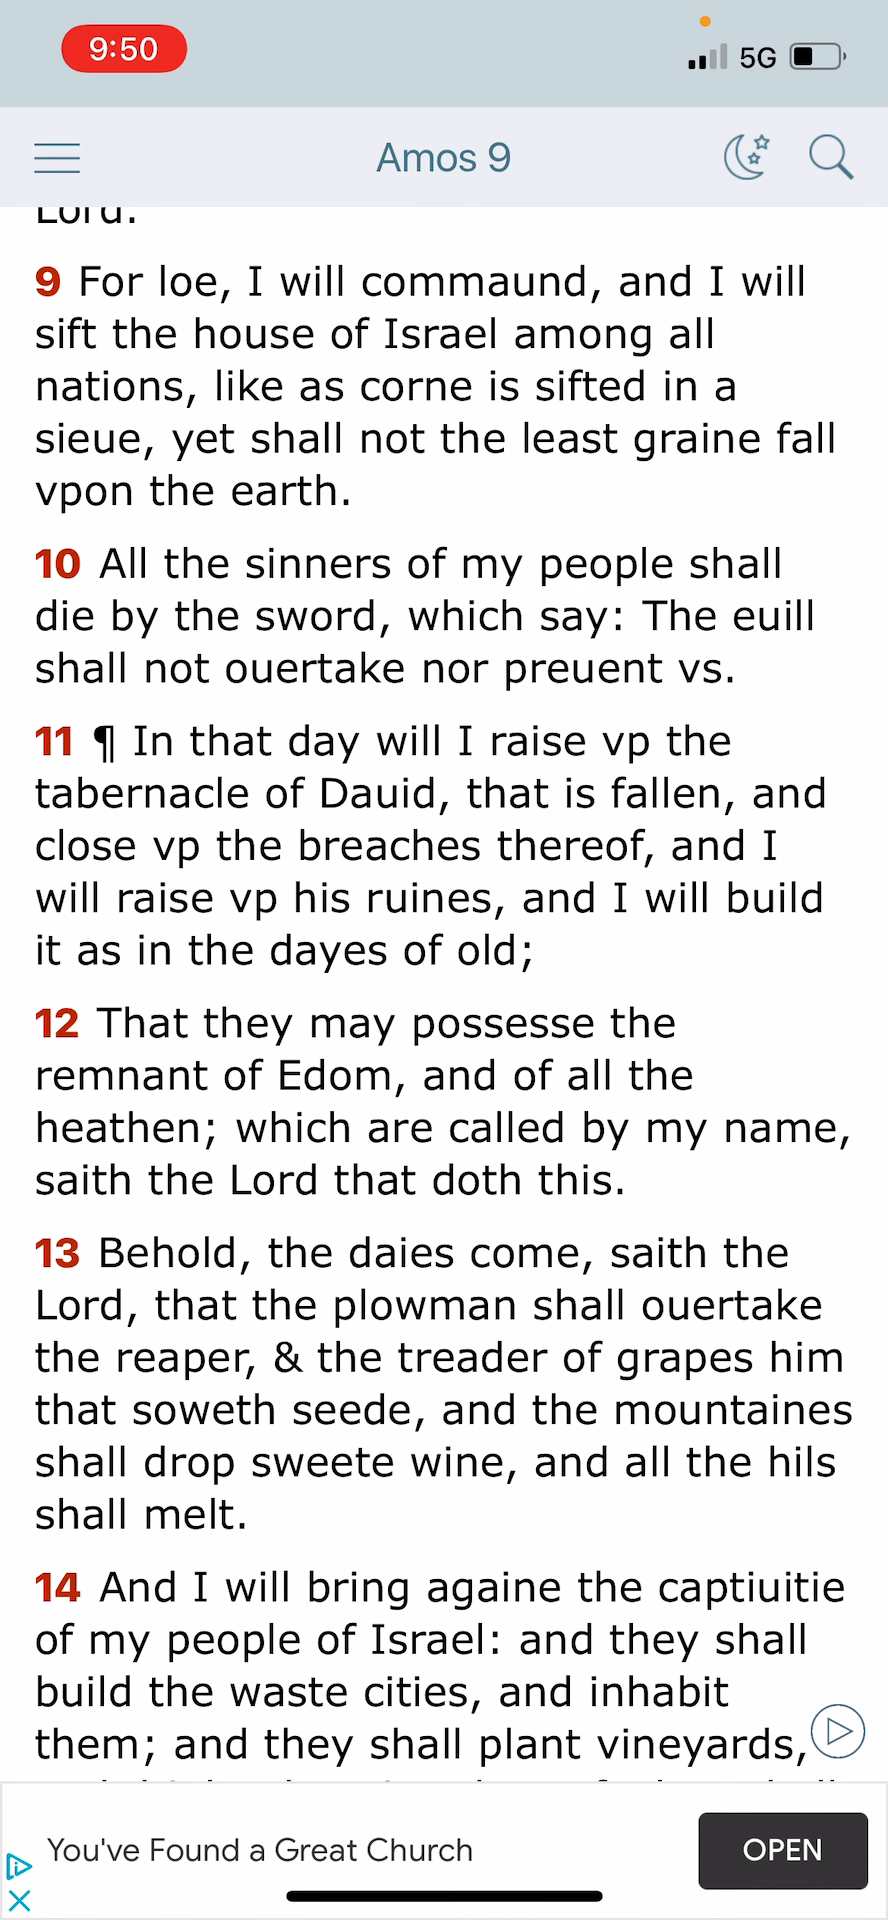 9:50
5G
Amos 9
Lord.
9 For loe, I will commaund, and I will
sift the house of Israel among all
nations, like as corne is sifted in a
sieue, yet shall not the least graine fall
vpon the earth.
10 All the sinners of my people shall
die by the sword, which say: The euill
shall not ouertake nor preuent vs.
11 ¶ In that day will I raise vp the
tabernacle of Dauid, that is fallen, and
close vp the breaches thereof, and I
will raise vp his ruines, and I will build
it as in the dayes of old;
12 That they may possesse the
remnant of Edom, and of all the
heathen; which are called by my name,
saith the Lord that doth this.
13 Behold, the daies come, saith the
Lord, that the plowman shall ouertake
the reaper, & the treader of grapes him
that soweth seede, and the mountaines
shall drop sweete wine, and all the hils
shall melt.
14 And I will bring againe the captiuitie
of my people of Israel: and they shall
build the waste cities, and inhabit
them; and they shall plant vineyards,
You've Found a Great Church
OPEN